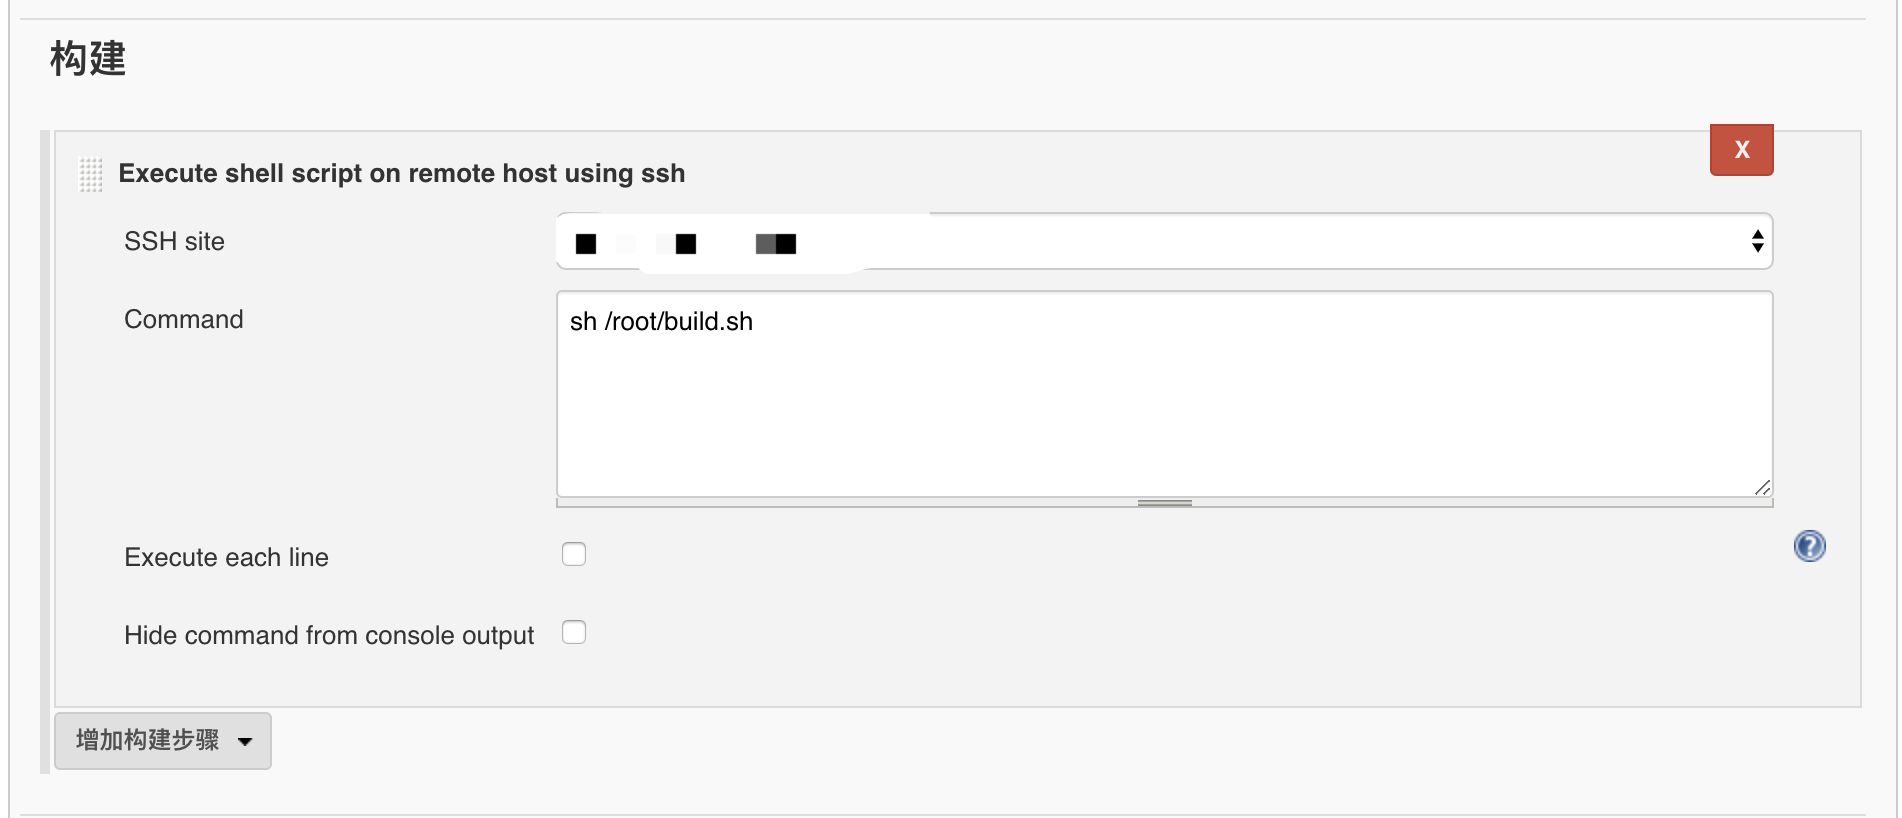 构建
Execute shell script on remote host using ssh
X
SSH site
Command
sh /root/build.sh
Execute each line
?
Hide command from console output
增加构建步骤